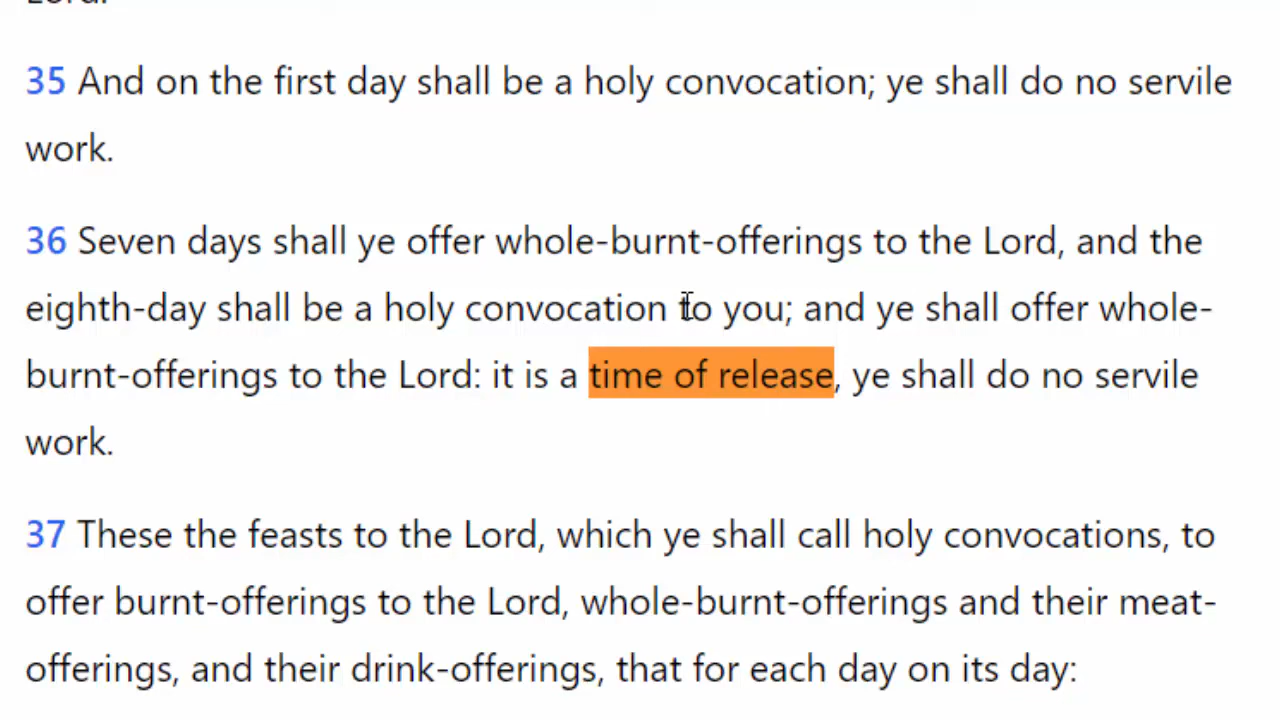 Lord.
35 And on the first day shall be a holy convocation; ye shall do no servile
work.
36 Seven days shall ye offer whole-burnt-offerings to the Lord, and the
eighth-day shall be a holy convocation to you; and ye shall offer whole-
burnt-offerings to the Lord: it is a time of release, ye shall do no servile
work.
37 These the feasts to the Lord, which ye shall call holy convocations, to
offer burnt-offerings to the Lord, whole-burnt-offerings and their meat-
offerings, and their drink-offerings, that for each day on its day: